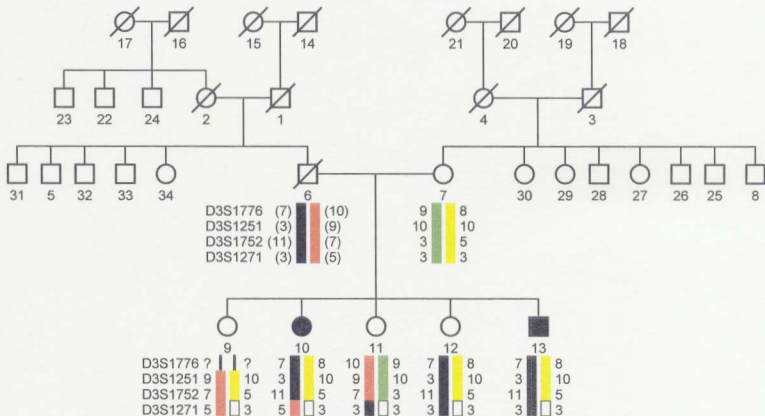 17 16 15 14 21 20 19 18
23 22 24 2 1 4 3
31 5 32 33 34 6 7 30 29 28 27 26 25 8
D3S1776 (7) (10) 9 8
D3S1251 (3) (9) 10 10
D3S1752 (11) (7) 3 5
D3S1271 (3) (5) 3 3
9 10 11 12 13
D3S1776 ? ? 7 8 10 9 7 8 7 8
D3S1251 9 10 3 10 9 10 3 10 3 10
D3S1752 7 5 11 5 7 3 11 5 11 5
D3S1271 5 3 5 3 3 3 3 3 3 3